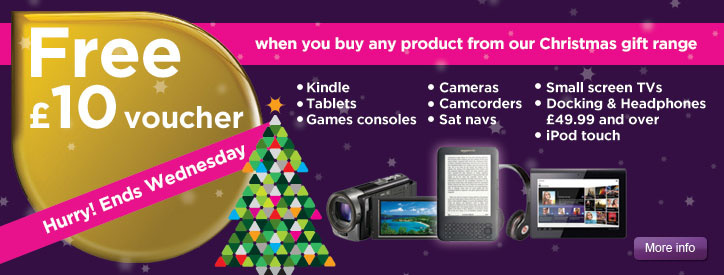 Free
£10 voucher
Hurry! Ends Wednesday
when you buy any product from our Christmas gift range
• Kindle
• Tablets
• Games consoles
• Cameras
• Camcorders
• Sat navs
• Small screen TVs
• Docking & Headphones
£49.99 and over
• iPod touch
More info